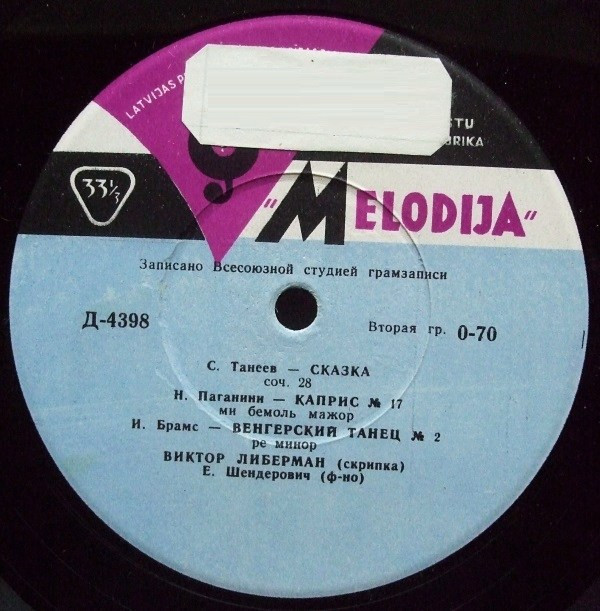 LATVIJAS
33⅓
"MELODIJA"
Записано Всесоюзной студией грамзаписи
Д-4398
Вторая гр. 0-70
С. Танеев — СКАЗКА
соч. 28
Н. Паганини — КАПРИС № 17
ми бемоль мажор
И. Брамс — ВЕНГЕРСКИЙ ТАНЕЦ № 2
ре минор
ВИКТОР ЛИБЕРМАН (скрипка)
Е. Шендерович (ф-но)